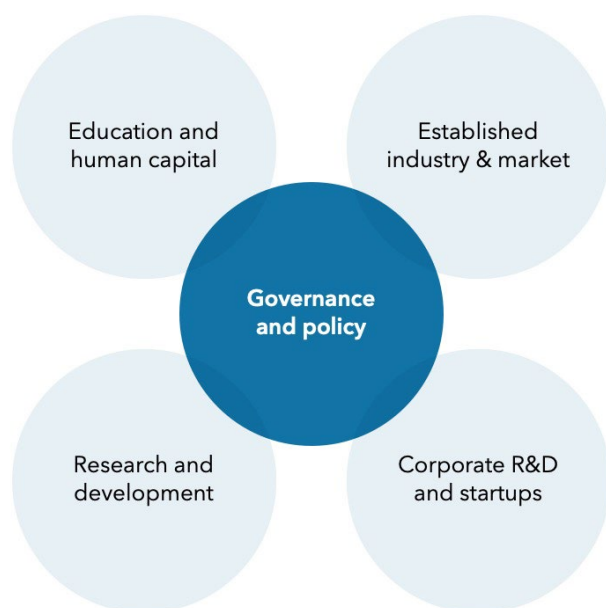 Education and
human capital
Established
industry & market
Governance
and policy
Research and
development
Corporate R&D
and startups